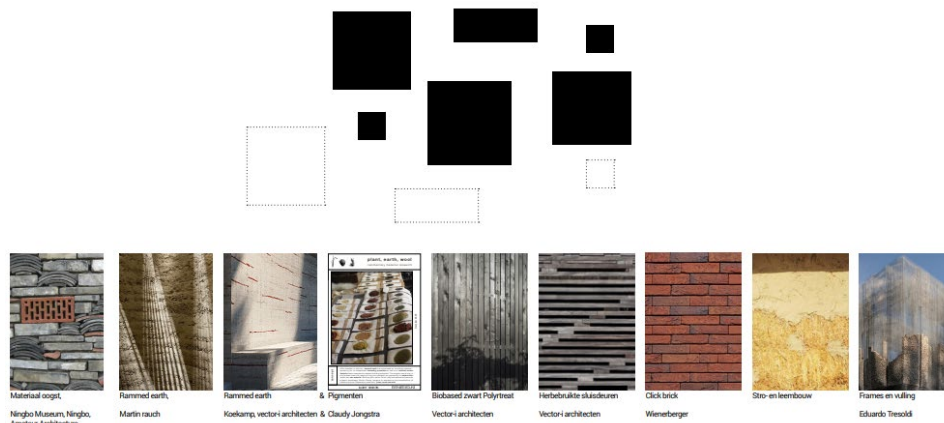 plant, earth, wool
Materiaal oogst,
Ningbo Museum, Ningbo,
Amateur Architecture
Rammed earth,
Martin rauch
Rammed earth &
Koekamp, vector-i architecten &
Pigmenten
Claudy Jongstra
Biobased zwart Polyrtreat
Vector-i architecten
Herbebruikte sluisdeuren
Vector-i architecten
Click brick
Wienerberger
Stro- en leembouw
Frames en vulling
Eduardo Tresoldi